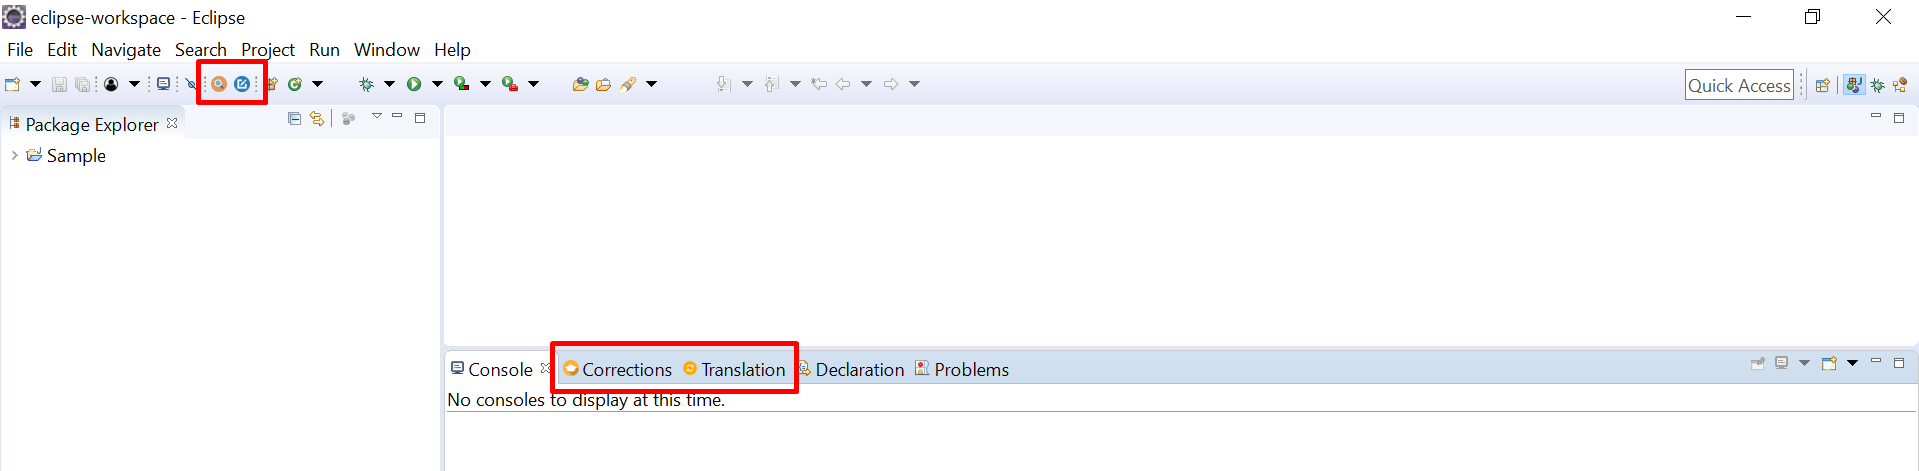 eclipse-workspace - Eclipse
File Edit Navigate Search Project Run Window Help
Quick Access
Package Explorer
Sample
Console Corrections Translation Declaration Problems
No consoles to display at this time.